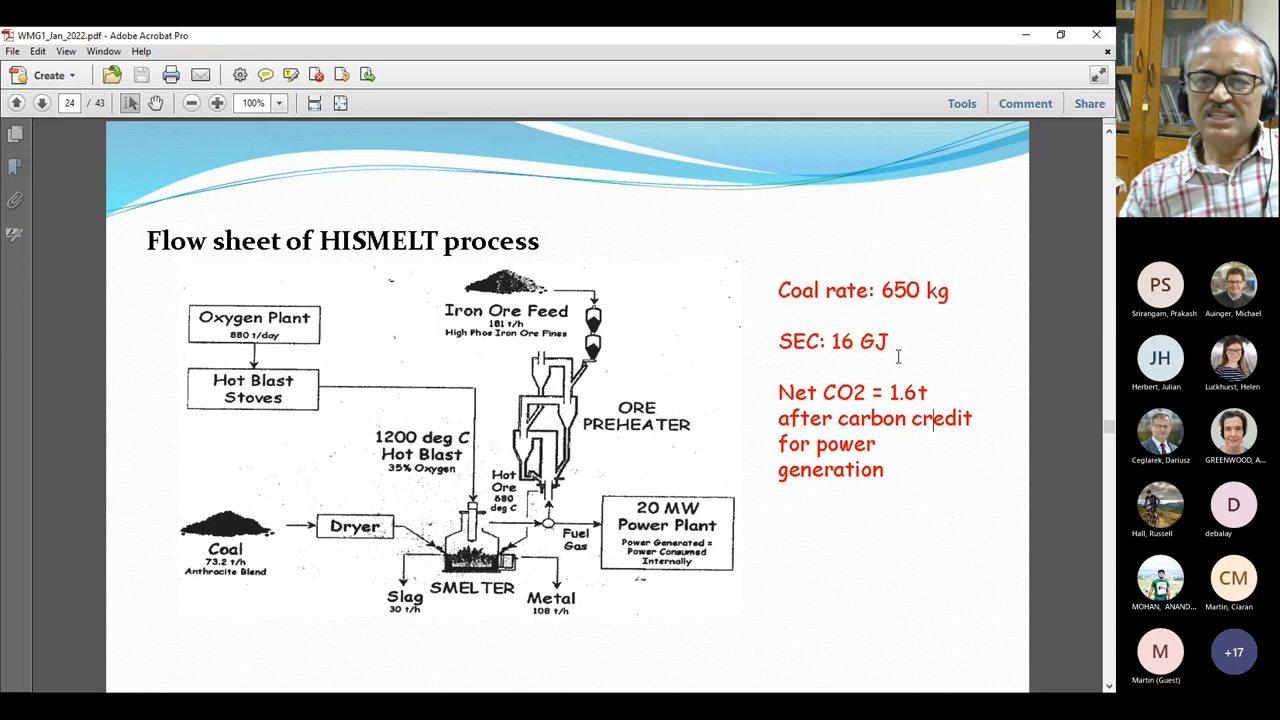 WMG1_Jan_2022.pdf - Adobe Acrobat Pro
File Edit View Window Help
Create
24 / 43
100%
Tools Comment Share
Flow sheet of HISMELT process
Oxygen Plant
880 t/day
Hot Blast
Stoves
Iron Ore Feed
181 t/h
High Phos Iron Ore Fines
ORE
PREHEATER
1200 deg C
Hot Blast
35% Oxygen
Hot
Ore
680
deg C
Coal
73.2 t/h
Anthracite Blend
Dryer
SMELTER
Slag
30 t/h
Metal
108 t/h
Fuel
Gas
20 MW
Power Plant
Power Generated =
Power Consumed
Internally
Coal rate: 650 kg
SEC: 16 GJ
Net CO2 = 1.6t
after carbon credit
for power
generation
PS
Srirangam, Prakash
Auinger, Michael
JH
Herbert, Julian
Luckhurst, Helen
Ceglarek, Dariusz
GREENWOOD, A...
Hall, Russell
D
debalay
MOHAN, ANAND...
CM
Martin, Ciaran
M
Martin (Guest)
+17